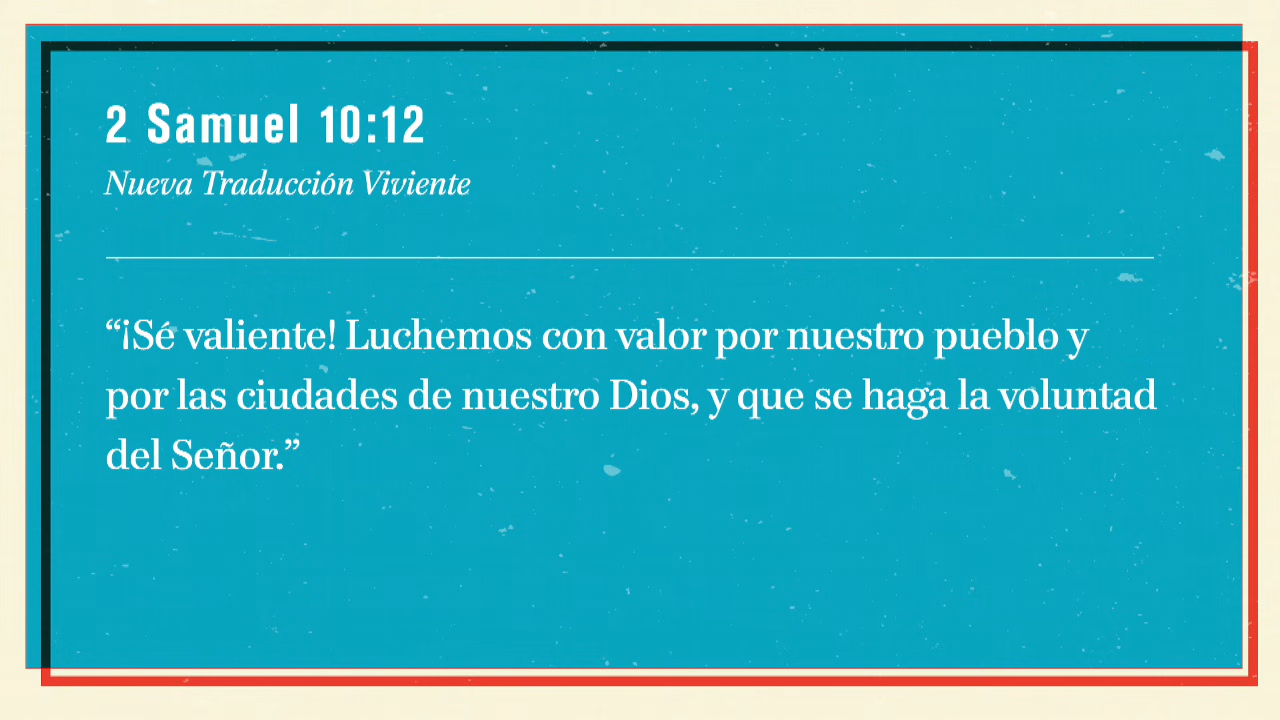 2 Samuel 10:12
Nueva Traducción Viviente
“¡Sé valiente! Luchemos con valor por nuestro pueblo y
por las ciudades de nuestro Dios, y que se haga la voluntad
del Señor.”